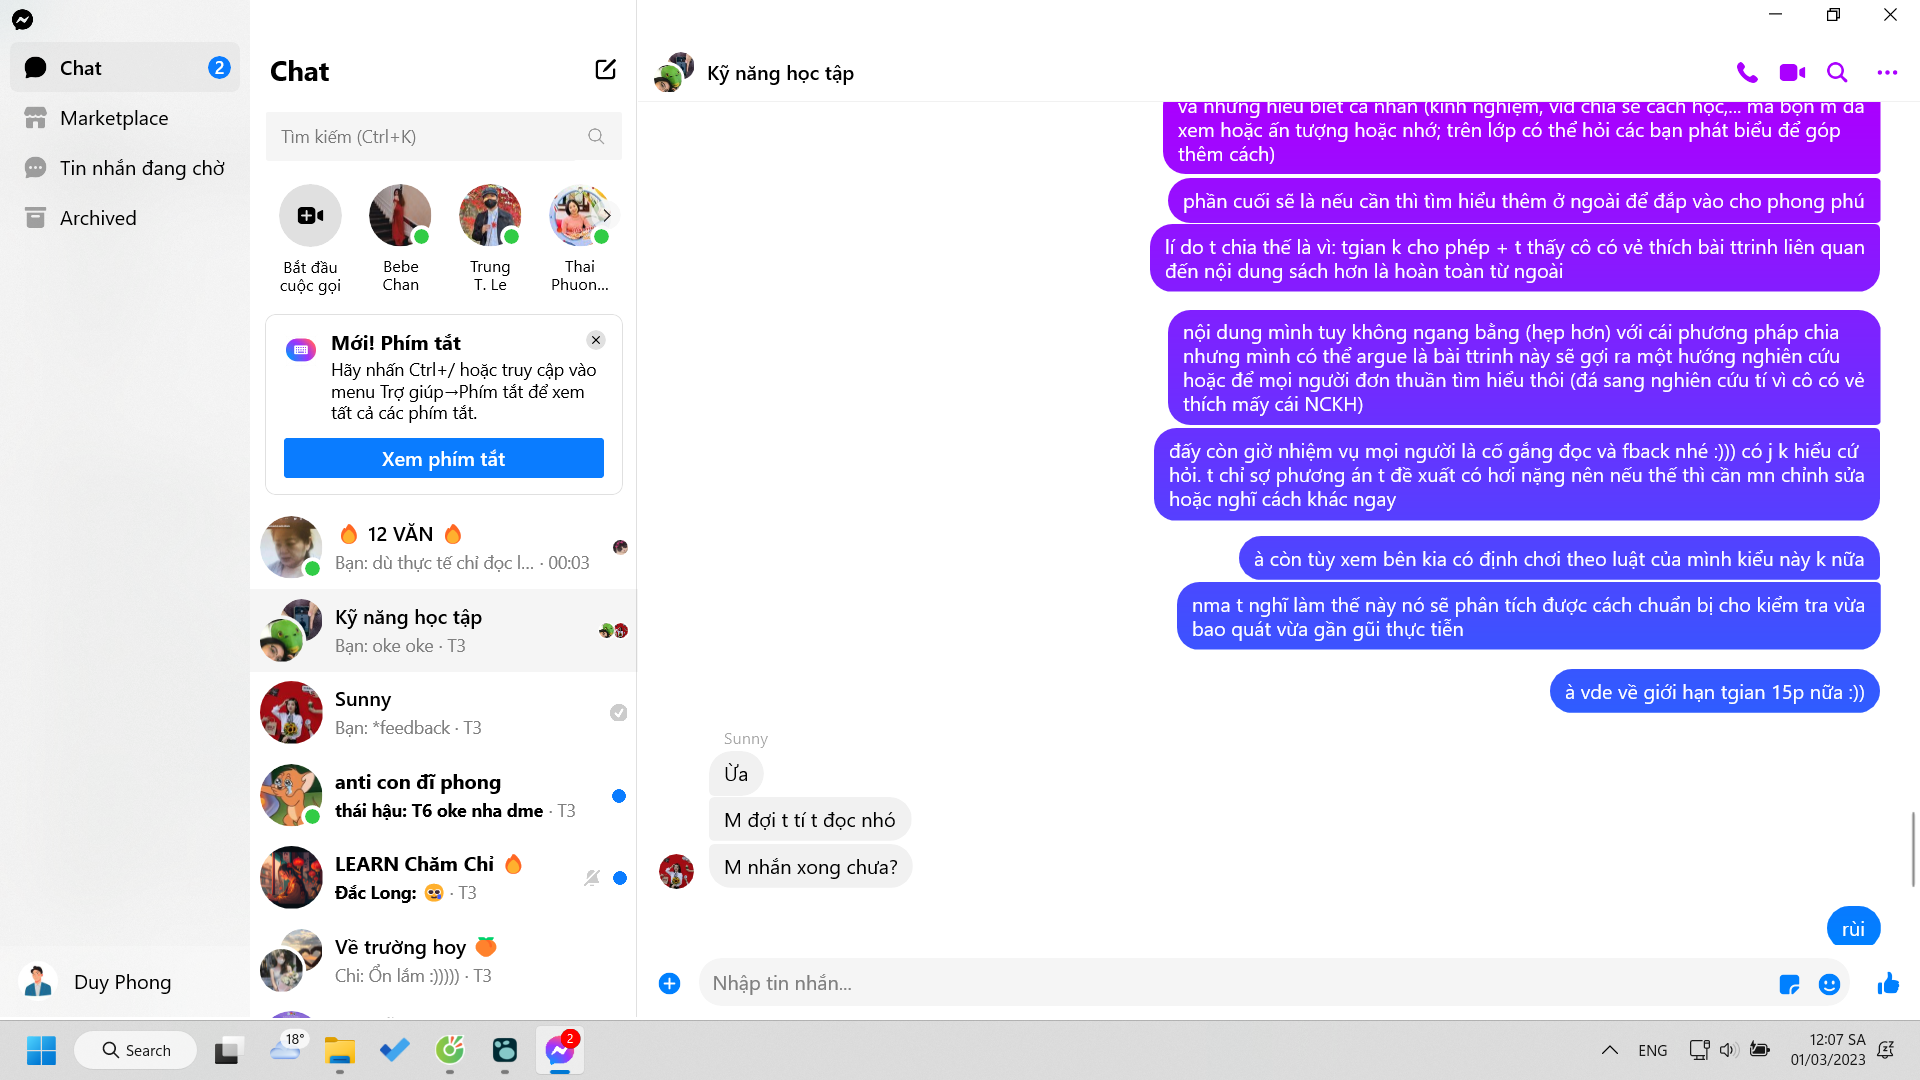 Chat
2
Marketplace
Tin nhắn đang chờ
Archived
Duy Phong
Chat
Tìm kiếm (Ctrl+K)
Bắt đầu
cuộc gọi
Bebe
Chan
Trung
T. Le
Thai
Phuon...
Mới! Phím tắt
Hãy nhấn Ctrl+/ hoặc truy cập vào
menu Trợ giúp→Phím tắt để xem
tất cả các phím tắt.
Xem phím tắt
🔥 12 VĂN 🔥
Bạn: dù thực tế chỉ đọc l... · 00:03
Kỹ năng học tập
Bạn: oke oke · T3
Sunny
Bạn: *feedback · T3
anti con đĩ phong
thái hậu: T6 oke nha dme · T3
LEARN Chăm Chỉ 🔥
Đắc Long: 🥲 · T3
Về trường hoy 🍑
Chi: Ổn lắm :))))) · T3
Kỹ năng học tập
và những hiểu biết cá nhân (kinh nghiệm, vid chia sẻ cách học,... mà bọn m đã
xem hoặc ấn tượng hoặc nhớ; trên lớp có thể hỏi các bạn phát biểu để góp
thêm cách)
phần cuối sẽ là nếu cần thì tìm hiểu thêm ở ngoài để đắp vào cho phong phú
lí do t chia thế là vì: tgian k cho phép + t thấy cô có vẻ thích bài ttrinh liên quan
đến nội dung sách hơn là hoàn toàn từ ngoài
nội dung mình tuy không ngang bằng (hẹp hơn) với cái phương pháp chia
nhưng mình có thể argue là bài ttrinh này sẽ gợi ra một hướng nghiên cứu
hoặc để mọi người đơn thuần tìm hiểu thôi (đá sang nghiên cứu tí vì cô có vẻ
thích mấy cái NCKH)
đấy còn giờ nhiệm vụ mọi người là cố gắng đọc và fback nhé :))) có j k hiểu cứ
hỏi. t chỉ sợ phương án t đề xuất có hơi nặng nên nếu thế thì cần mn chỉnh sửa
hoặc nghĩ cách khác ngay
à còn tùy xem bên kia có định chơi theo luật của mình kiểu này k nữa
nma t nghĩ làm thế này nó sẽ phân tích được cách chuẩn bị cho kiểm tra vừa
bao quát vừa gần gũi thực tiễn
à vde về giới hạn tgian 15p nữa :))
Sunny
Ừa
M đợi t tí t đọc nhó
M nhắn xong chưa?
rùi
Nhập tin nhắn...
Search
18°
2
ENG
12:07 SA
01/03/2023